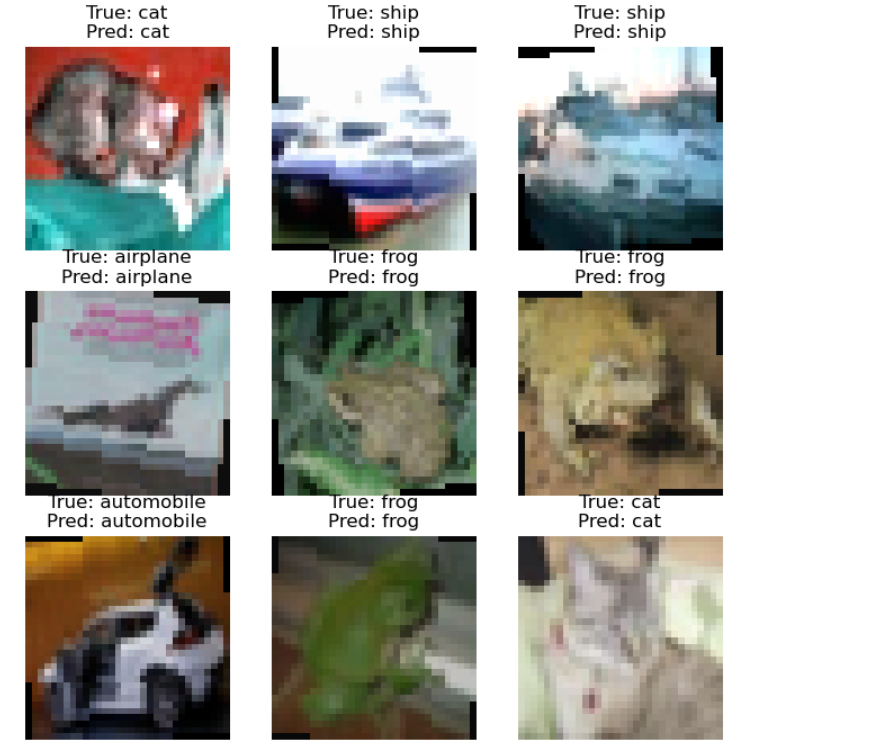 True: cat
Pred: cat
True: ship
Pred: ship
True: ship
Pred: ship
True: airplane
Pred: airplane
True: frog
Pred: frog
True: frog
Pred: frog
True: automobile
Pred: automobile
True: frog
Pred: frog
True: cat
Pred: cat